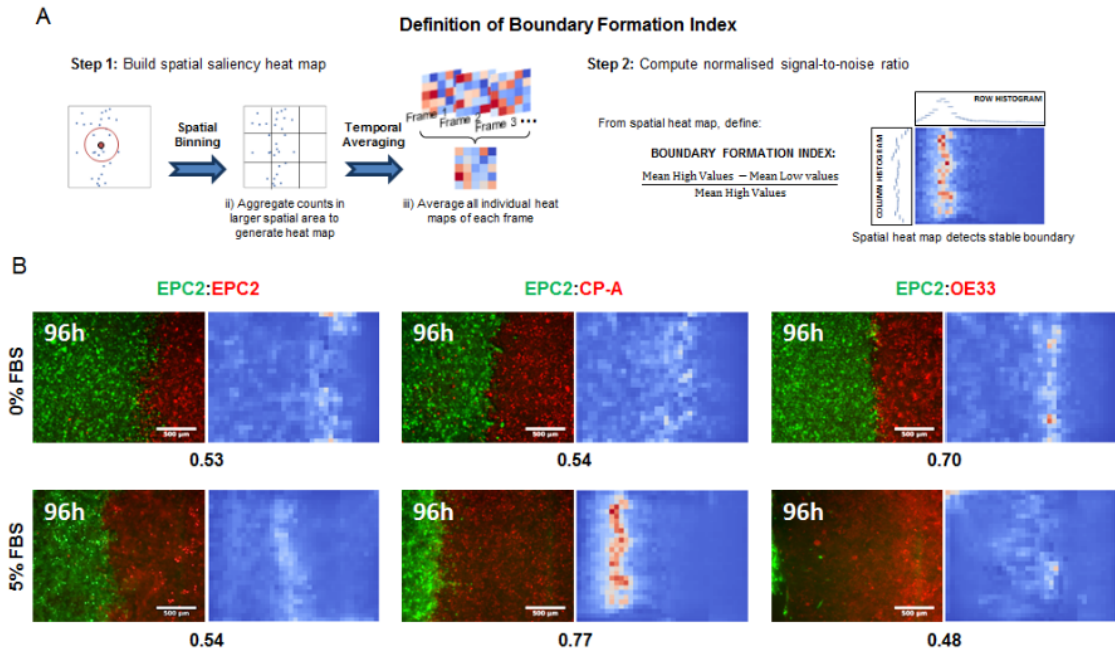 A
Definition of Boundary Formation Index
Step 1: Build spatial saliency heat map
Step 2: Compute normalised signal-to-noise ratio
Spatial
Binning
Temporal
Averaging
Frame 1
Frame 2
Frame 3 •••
ii) Aggregate counts in
larger spatial area to
generate heat map
iii) Average all individual heat
maps of each frame
From spatial heat map, define:
BOUNDARY FORMATION INDEX:
Mean High Values − Mean Low values
Mean High Values
ROW HISTOGRAM
COLUMN HISTOGRAM
Spatial heat map detects stable boundary
B
EPC2:EPC2
EPC2:CP-A
EPC2:OE33
0% FBS
96h
500 µm
96h
500 µm
96h
500 µm
0.53
0.54
0.70
5% FBS
96h
500 µm
96h
500 µm
96h
500 µm
0.54
0.77
0.48